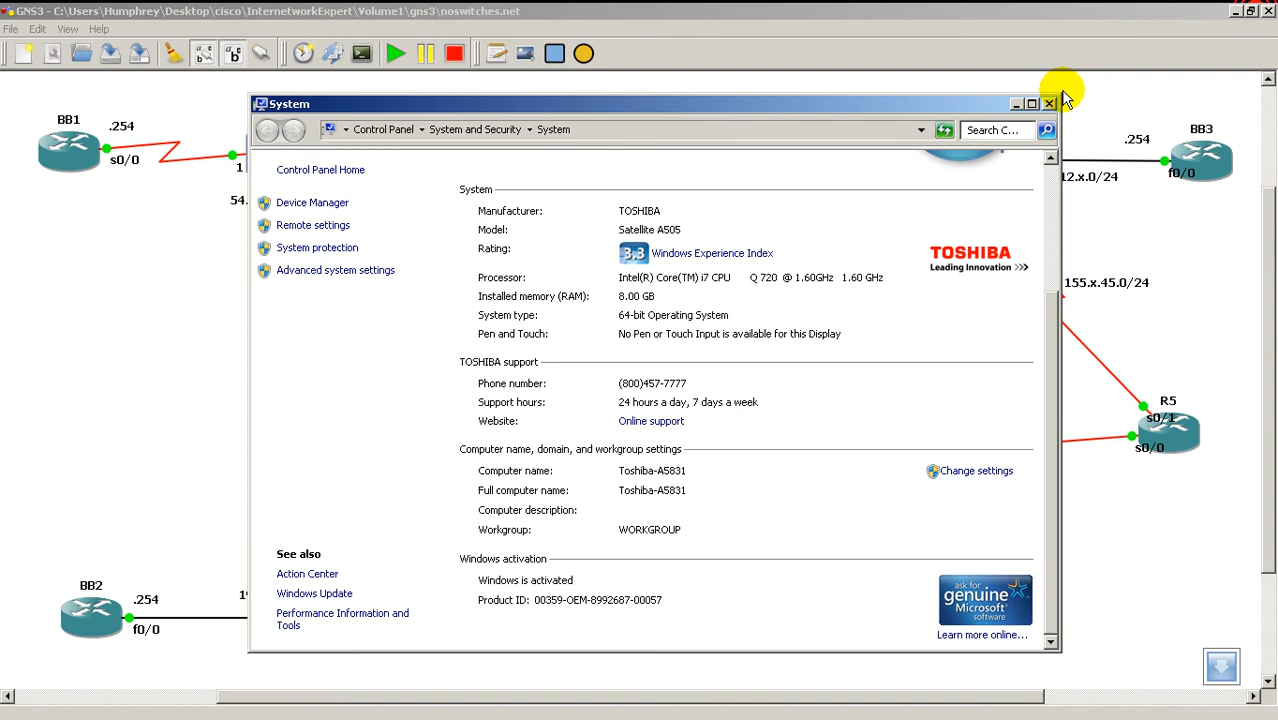 GNS3 - C:\Users\Humphrey\Desktop\cisco\InternetworkExpert\Volume1\gns3\noswitches.net
File Edit View Help
System
Control Panel System and Security System Search C...
Control Panel Home
Device Manager
Remote settings
System protection
Advanced system settings
System
Manufacturer: TOSHIBA
Model: Satellite A505
Rating: 3.3 Windows Experience Index
TOSHIBA
Leading Innovation >>>
Processor: Intel(R) Core(TM) i7 CPU Q 720 @ 1.60GHz 1.60 GHz
Installed memory (RAM): 8.00 GB
System type: 64-bit Operating System
Pen and Touch: No Pen or Touch Input is available for this Display
TOSHIBA support
Phone number: (800)457-7777
Support hours: 24 hours a day, 7 days a week
Website: Online support
Computer name, domain, and workgroup settings
Computer name: Toshiba-A5831
Change settings
Full computer name: Toshiba-A5831
Computer description:
Workgroup: WORKGROUP
Windows activation
Windows is activated
Product ID: 00359-OEM-8992687-00057
ask for
genuine
Microsoft
software
Learn more online...
See also
Action Center
Windows Update
Performance Information and
Tools
BB1
.254
s0/0
1
54.
BB2
.254
f0/0
BB3
.254
f0/0
12.x.0/24
155.x.45.0/24
R5
s0/1
s0/0